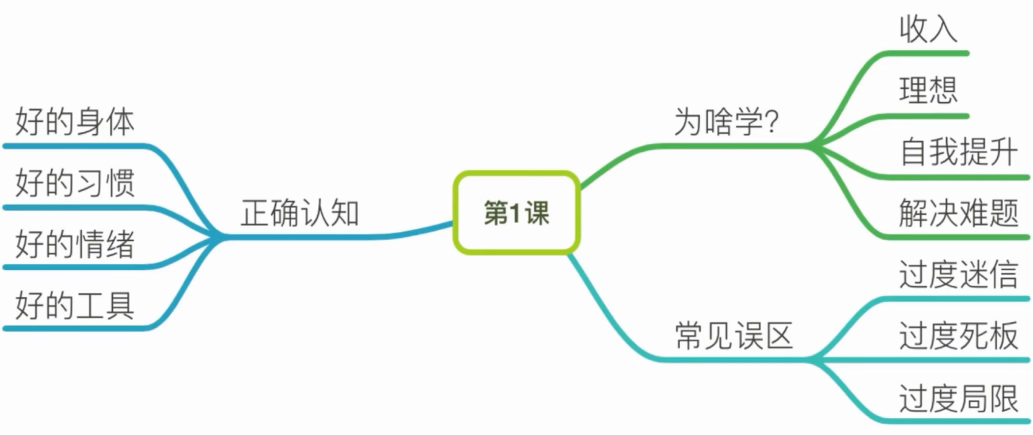 第1课
为啥学？
收入
理想
自我提升
解决难题
常见误区
过度迷信
过度死板
过度局限
正确认知
好的身体
好的习惯
好的情绪
好的工具